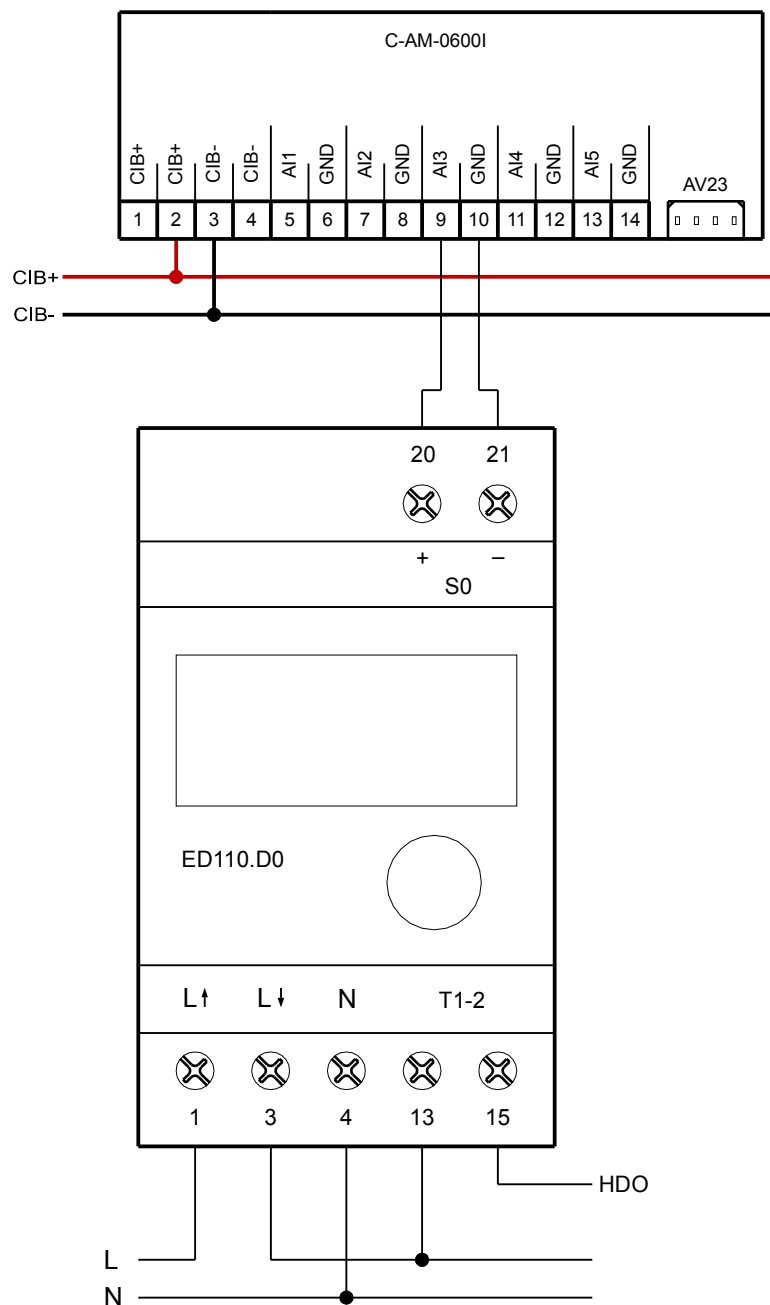 C-AM-0600I
CIB+ CIB+ CIB- CIB- AI1 GND AI2 GND AI3 GND AI4 GND AI5 GND AV23
1 2 3 4 5 6 7 8 9 10 11 12 13 14
CIB+
CIB-
20 21
+ –
S0
ED110.D0
L↑ L↓ N T1-2
1 3 4 13 15
HDO
L
N